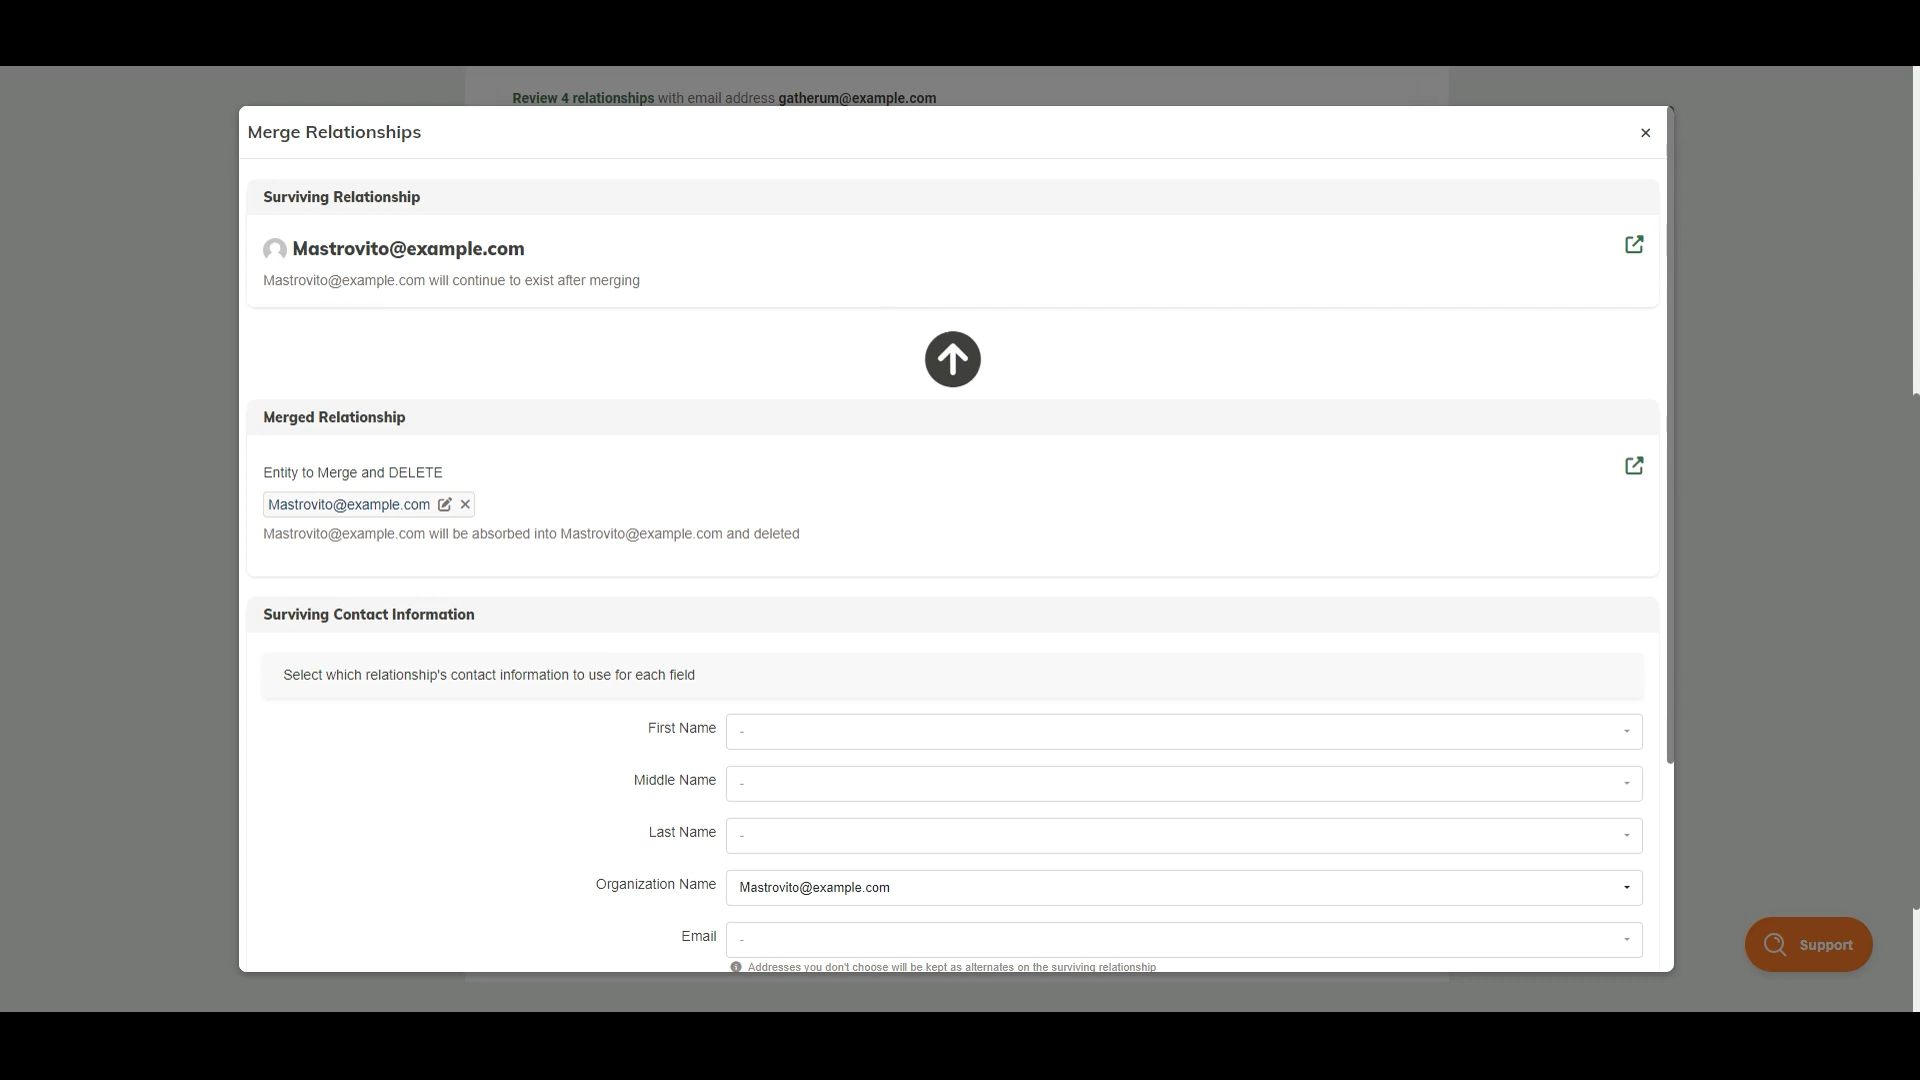 Review 4 relationships with email address gatherum@example.com
Merge Relationships
×
Surviving Relationship
Mastrovito@example.com
Mastrovito@example.com will continue to exist after merging
Merged Relationship
Entity to Merge and DELETE
Mastrovito@example.com ×
Mastrovito@example.com will be absorbed into Mastrovito@example.com and deleted
Surviving Contact Information
Select which relationship's contact information to use for each field
First Name -
Middle Name -
Last Name -
Organization Name Mastrovito@example.com
Email -
Addresses you don't choose will be kept as alternates on the surviving relationship
Support